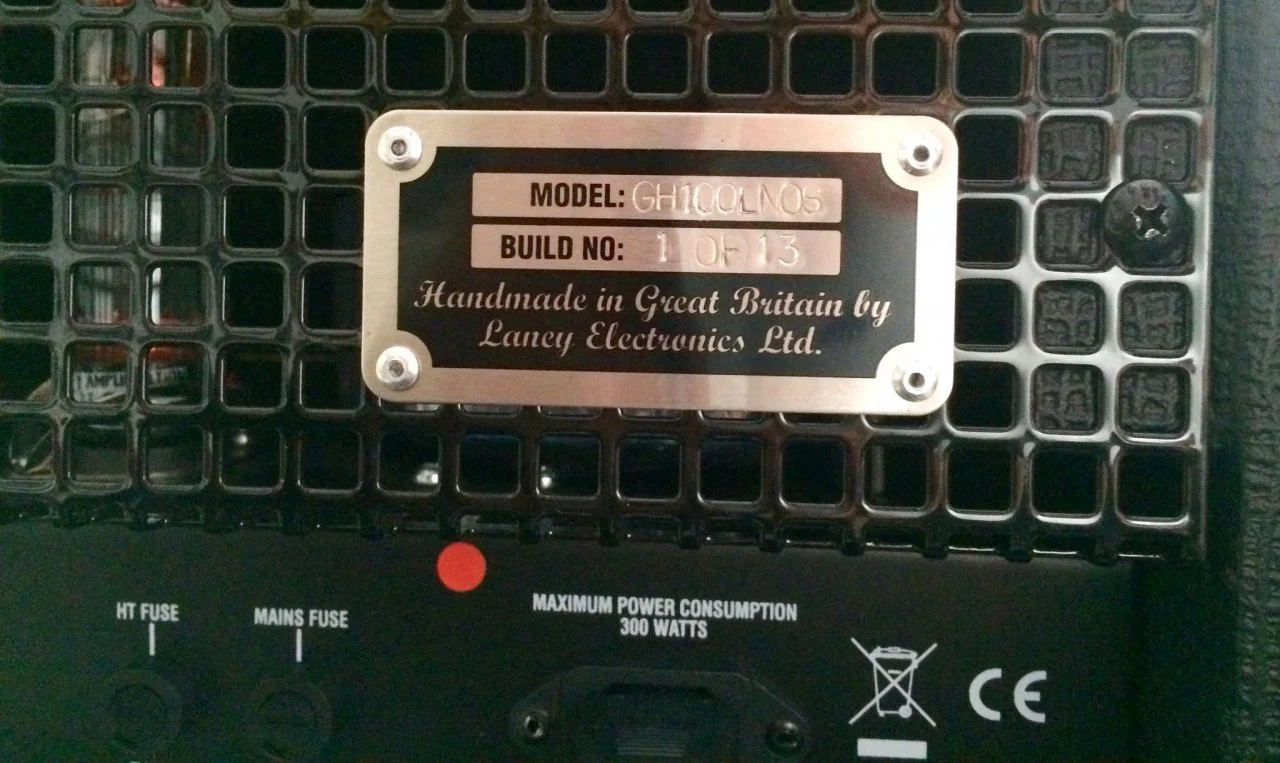 MODEL: GH100LNOS
BUILD NO: 1 OF 13
Handmade in Great Britain by
Laney Electronics Ltd.
HT FUSE
MAINS FUSE
MAXIMUM POWER CONSUMPTION
300 WATTS
CE